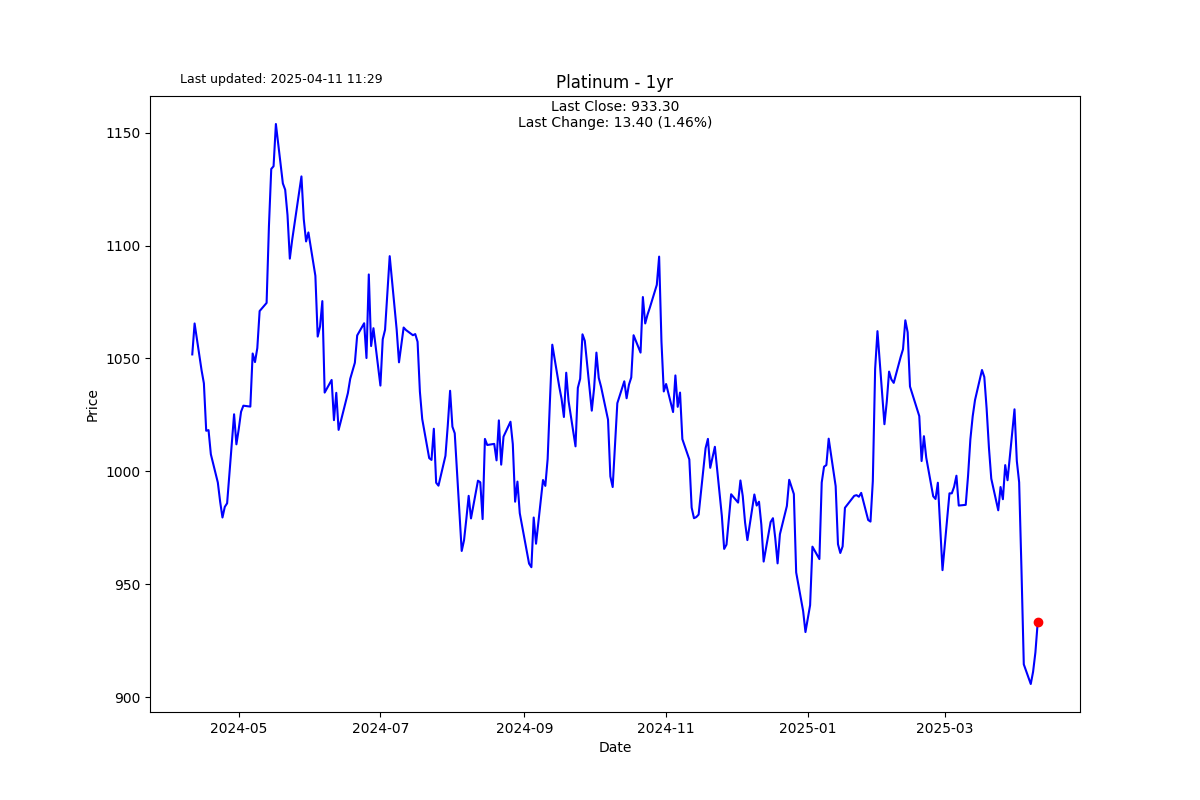 Last updated: 2025-04-11 11:29
Platinum - 1yr
Last Close: 933.30
Last Change: 13.40 (1.46%)
1150
1100
1050
1000
950
900
Price
2024-05
2024-07
2024-09
2024-11
2025-01
2025-03
Date